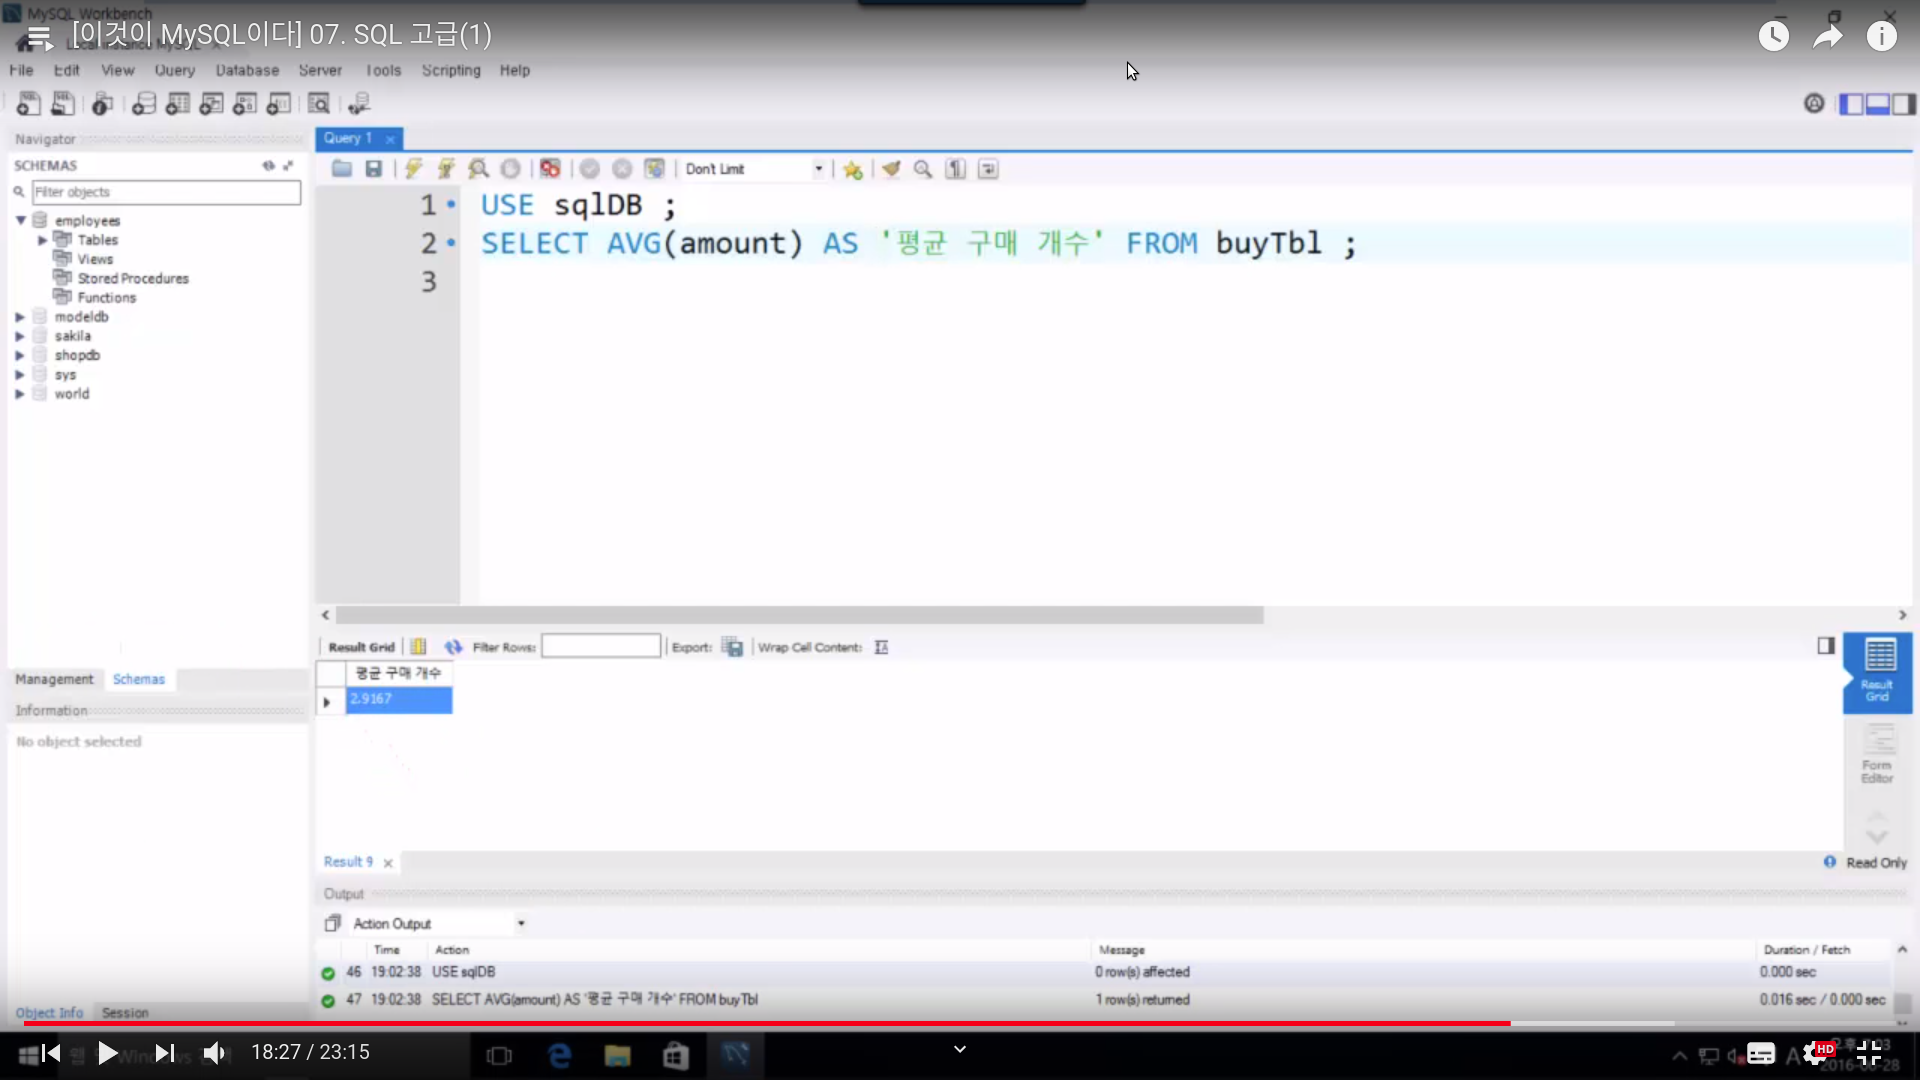 MySQL Workbench
[이것이 MySQL이다] 07. SQL 고급(1)
File Edit View Query Database Server Tools Scripting Help
Navigator
Query 1
SCHEMAS
Don't Limit
Filter objects
employees
Tables
Views
Stored Procedures
Functions
modeldb
sakila
shopdb
sys
world
1 USE sqlDB ;
2 SELECT AVG(amount) AS '평균 구매 개수' FROM buyTbl ;
3
Management Schemas
Information
No object selected
Result Grid Filter Rows: Export: Wrap Cell Content:
평균 구매 개수
2.9167
Result Grid
Form Editor
Result 9
Read Only
Output
Action Output
Time Action Message Duration / Fetch
46 19:02:38 USE sqlDB 0 row(s) affected 0.000 sec
47 19:02:38 SELECT AVG(amount) AS '평균 구매 개수' FROM buyTbl 1 row(s) returned 0.016 sec / 0.000 sec
Object Info Session
18:27 / 23:15
HD